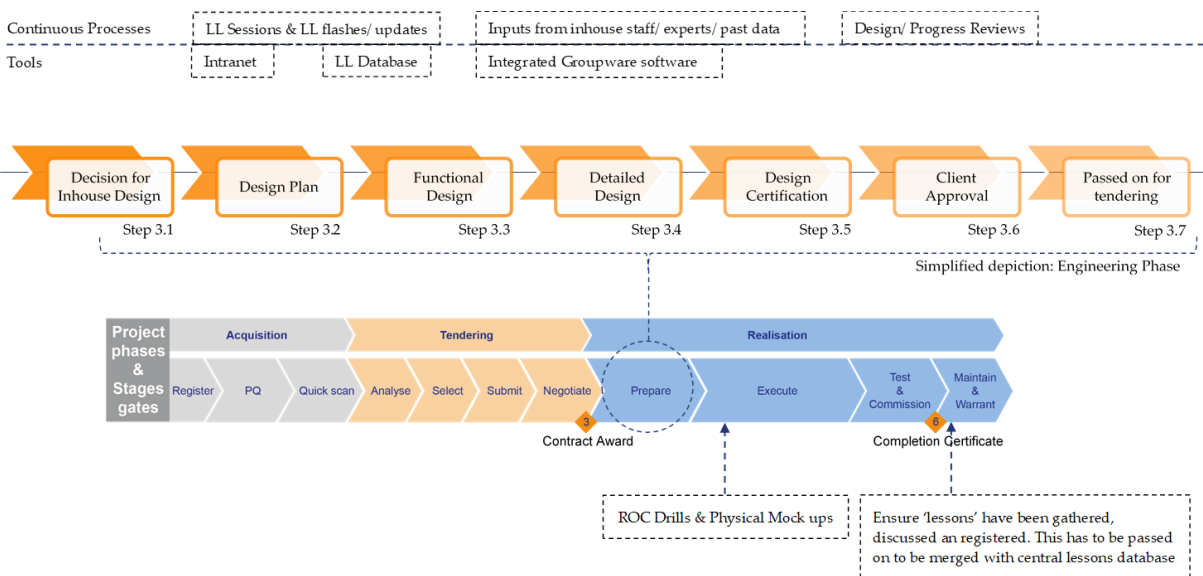 Continuous Processes
LL Sessions & LL flashes/ updates
Inputs from inhouse staff/ experts/ past data
Design/ Progress Reviews
Tools
Intranet
LL Database
Integrated Groupware software
Decision for
Inhouse Design
Design Plan
Functional
Design
Detailed
Design
Design
Certification
Client
Approval
Passed on for
tendering
Step 3.1
Step 3.2
Step 3.3
Step 3.4
Step 3.5
Step 3.6
Step 3.7
Simplified depiction: Engineering Phase
Project
phases
&
Stages
gates
Acquisition
Tendering
Realisation
Register
PQ
Quick scan
Analyse
Select
Submit
Negotiate
Prepare
Execute
Test
&
Commission
Maintain
&
Warrant
3
Contract Award
6
Completion Certificate
ROC Drills & Physical Mock ups
Ensure ‘lessons’ have been gathered,
discussed an registered. This has to be passed
on to be merged with central lessons database